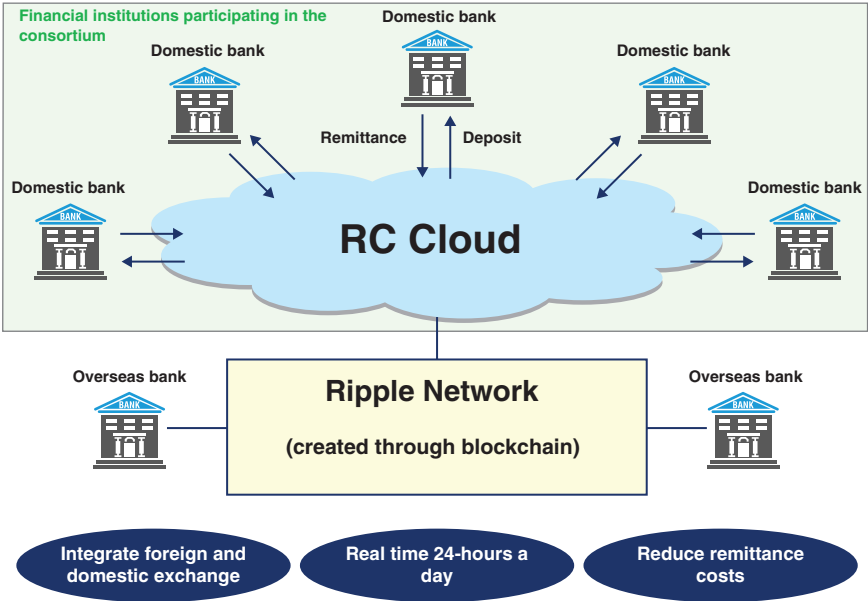 Financial institutions participating in the
consortium
Domestic bank
BANK
Domestic bank
BANK
Domestic bank
BANK
Remittance
Deposit
Domestic bank
BANK
Domestic bank
BANK
RC Cloud
Overseas bank
BANK
Ripple Network
(created through blockchain)
Overseas bank
BANK
Integrate foreign and
domestic exchange
Real time 24-hours a
day
Reduce remittance
costs